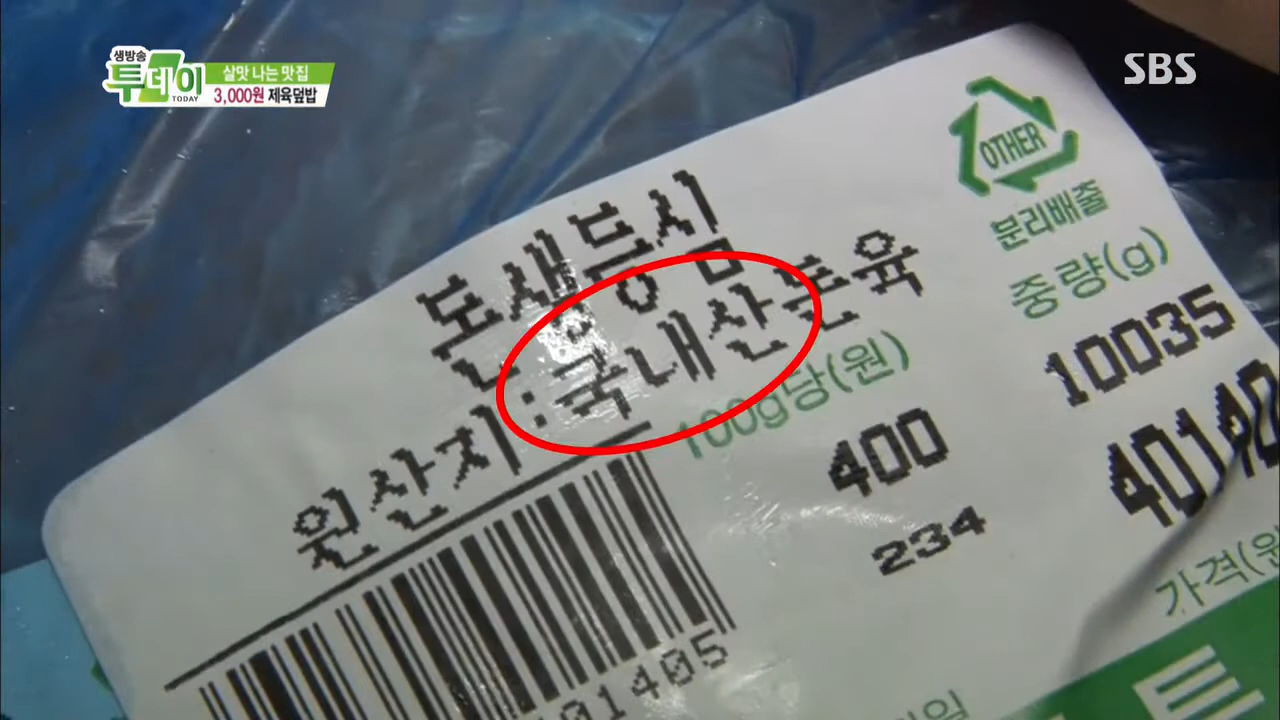 생방송
투데이
TODAY
살맛 나는 맛집
3,000원 제육덮밥
SBS
OTHER
분리배출
돈생등심
원산지:국내산돈육
중량(g)
10035
100g당(원)
400
40140
234
가격(원
01405